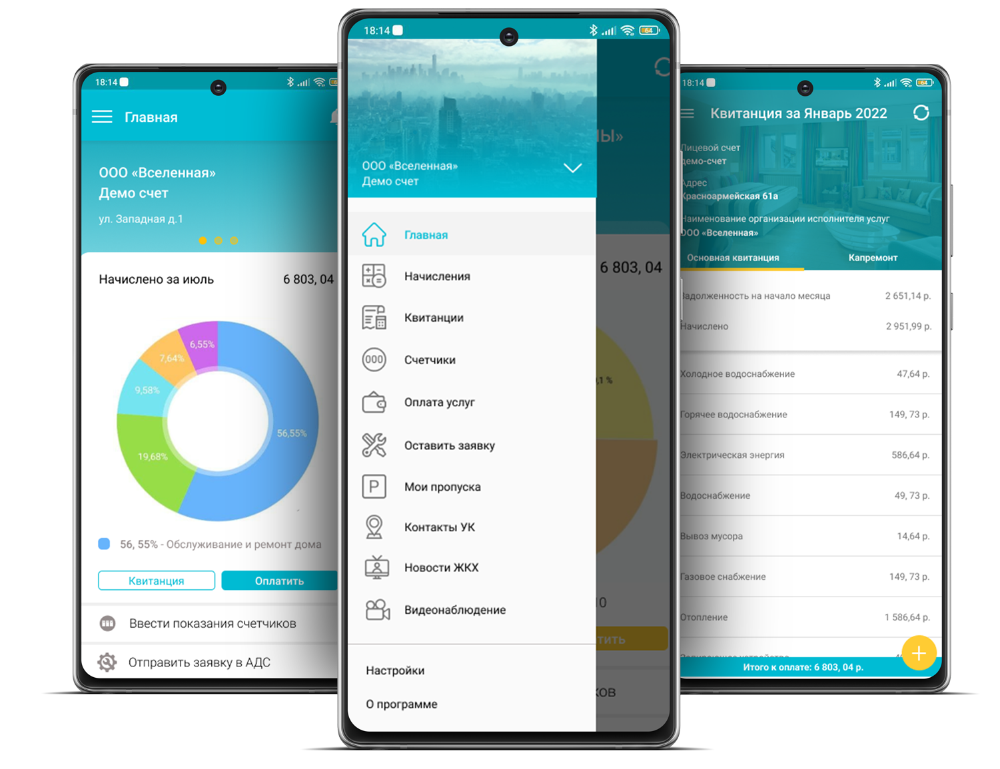 18:14
Главная
ООО «Вселенная»
Демо счет
ул. Западная д.1
Начислено за июль 6 803, 04
6,55%
7,64%
9,58%
56,55%
19,68%
56, 55% - Обслуживание и ремонт дома
Квитанция Оплатить
Ввести показания счетчиков
Отправить заявку в АДС
18:14 64
ООО «Вселенная»
Демо счет
Главная
Начисления
Квитанции
000 Счетчики
Оплата услуг
Оставить заявку
P Мои пропуска
Контакты УК
Новости ЖКХ
Видеонаблюдение
Настройки
О программе
ы»
6 803, 04
,1 %
10
тить
ков
18:14 64
Квитанция за Январь 2022
Лицевой счет
демо-счет
Адрес
Красноармейская 61а
Наименование организации исполнителя услуг
ООО «Вселенная»
Основная квитанция Капремонт
Задолженность на начало месяца 2 651,14 р.
Начислено 2 951,99 р.
Холодное водоснабжение 47,64 р.
Горячее водоснабжение 149, 73 р.
Электрическая энергия 586,64 р.
Водоснабжение 49, 73 р.
Вывоз мусора 14,64 р.
Газовое снабжение 149, 73 р.
Отопление 1 586,64 р.
Итого к оплате: 6 803, 04 р.